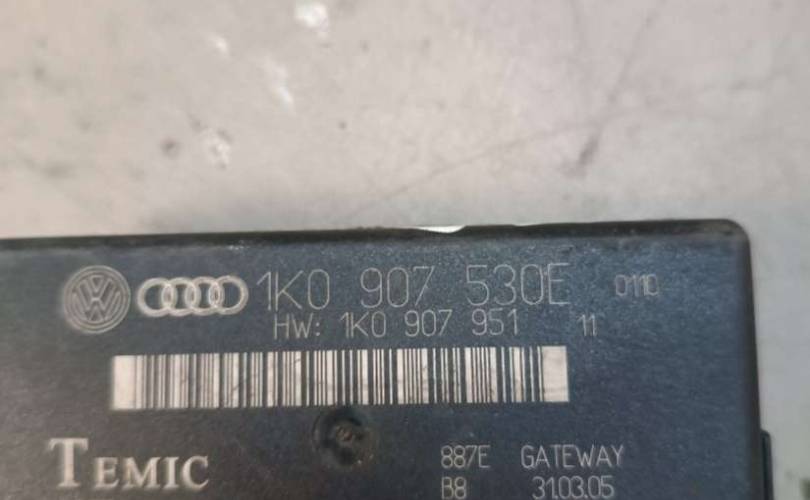 1K0 907 530E 0110
HW: 1K0 907 951 11
TEMIC
887E GATEWAY
B8 31.03.05